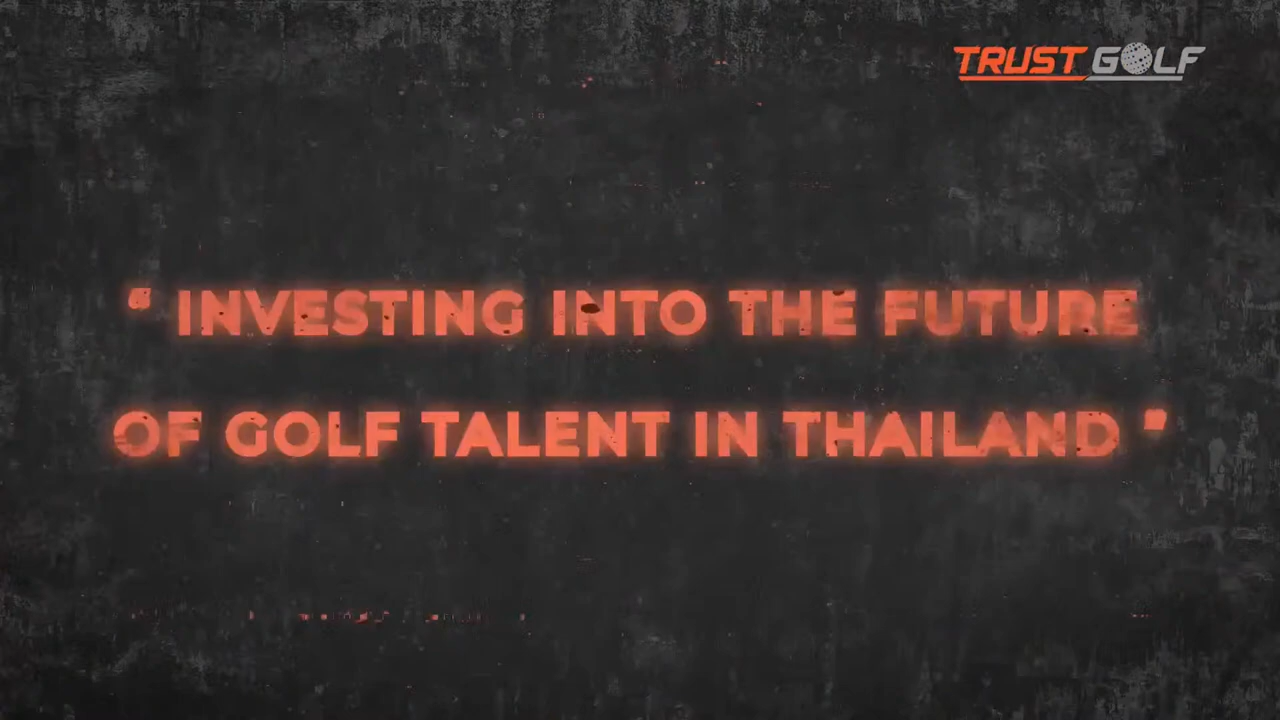 TRUST GOLF
‘ INVESTING INTO THE FUTURE
OF GOLF TALENT IN THAILAND ’